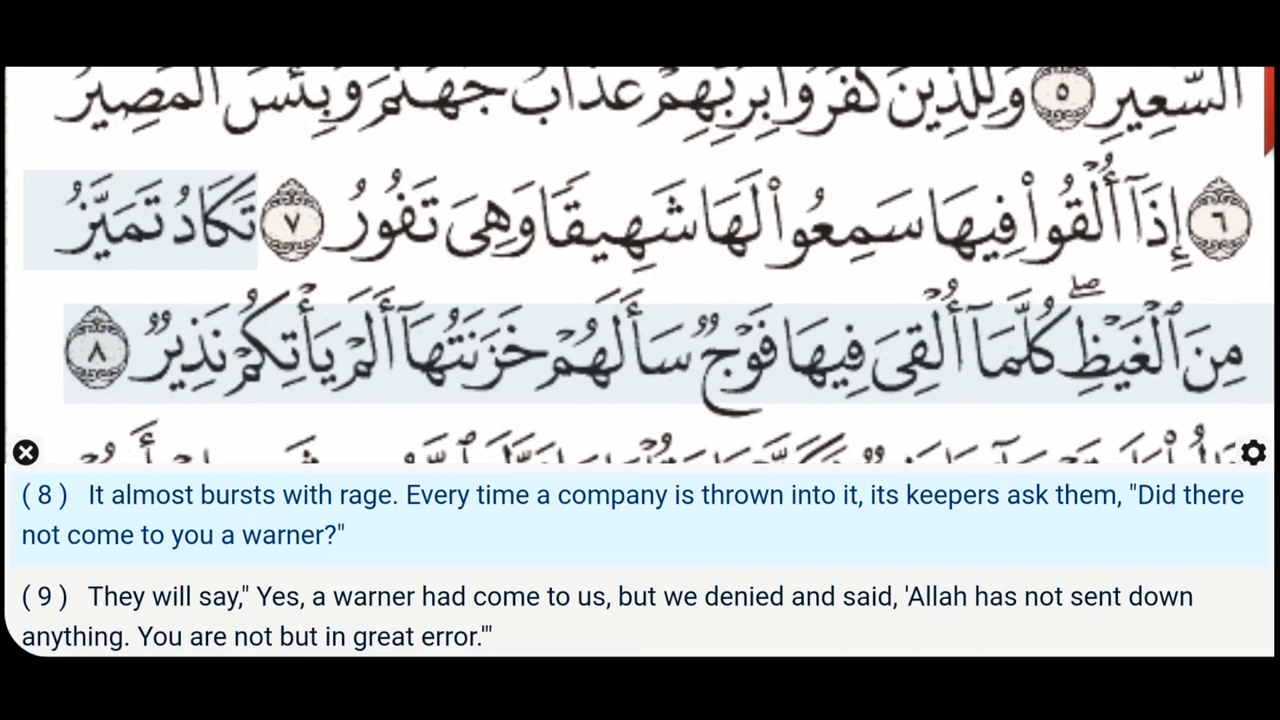 السَّعِيرِ ٥ وَلِلَّذِينَ كَفَرُوا۟ بِرَبِّهِمْ عَذَابُ جَهَنَّمَ وَبِئْسَ الْمَصِيرُ
٦ إِذَآ أُلْقُوا۟ فِيهَا سَمِعُوا۟ لَهَا شَهِيقًا وَهِىَ تَفُورُ ٧ تَكَادُ تَمَيَّزُ
مِنَ ٱلْغَيْظِ ۖ كُلَّمَآ أُلْقِىَ فِيهَا فَوْجٌ سَأَلَهُمْ خَزَنَتُهَآ أَلَمْ يَأْتِكُمْ نَذِيرٌ ٨
( 8 ) It almost bursts with rage. Every time a company is thrown into it, its keepers ask them, "Did there
not come to you a warner?"
( 9 ) They will say," Yes, a warner had come to us, but we denied and said, 'Allah has not sent down
anything. You are not but in great error.'"